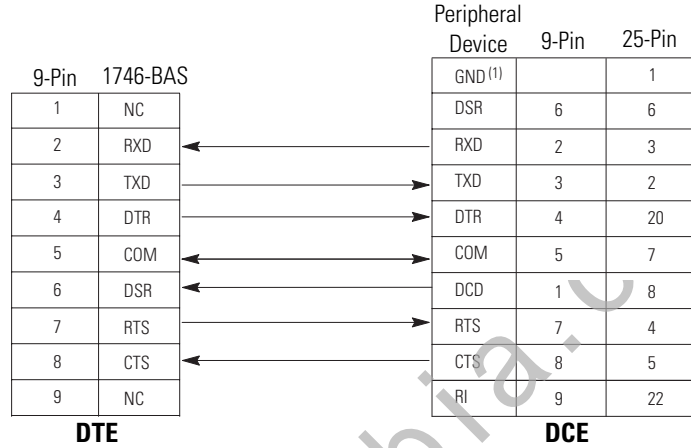 Peripheral
Device 9-Pin 25-Pin
9-Pin 1746-BAS
GND (1) 1
1 NC
DSR 6 6
2 RXD
RXD 2 3
3 TXD
TXD 3 2
4 DTR
DTR 4 20
5 COM
COM 5 7
6 DSR
DCD 1 8
7 RTS
RTS 7 4
8 CTS
CTS 8 5
9 NC
RI 9 22
DTE DCE